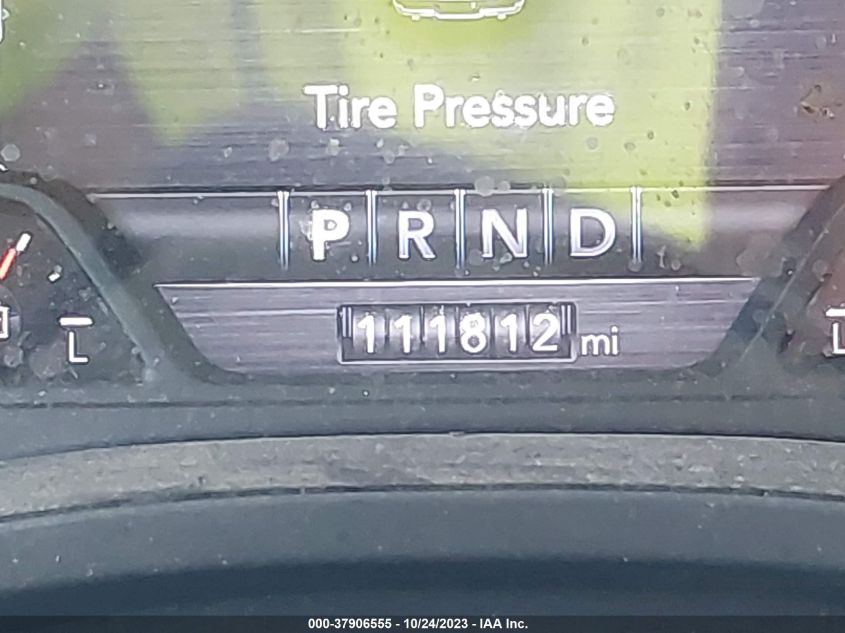 Tire Pressure
P R N D
111812 mi
L L
000-37906555 - 10/24/2023 - IAA Inc.